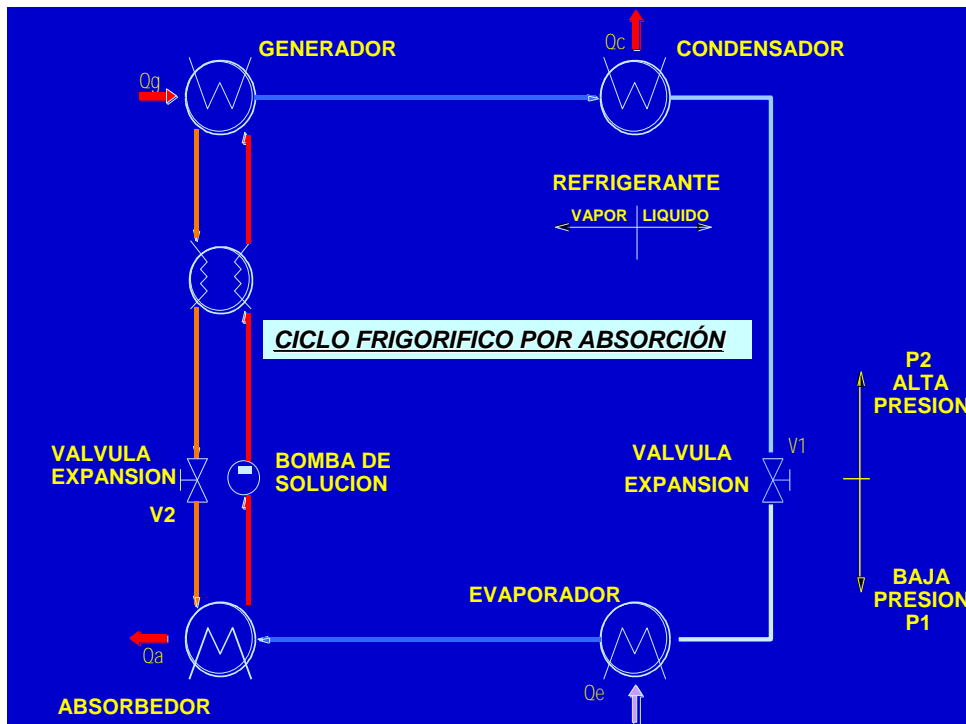 GENERADOR
Qc
CONDENSADOR
Qg
REFRIGERANTE
VAPOR
LIQUIDO
CICLO FRIGORIFICO POR ABSORCIÓN
P2
ALTA
PRESION
VALVULA
EXPANSION
V2
BOMBA DE
SOLUCION
VALVULA
EXPANSION
V1
BAJA
PRESION
P1
EVAPORADOR
Qa
Qe
ABSORBEDOR